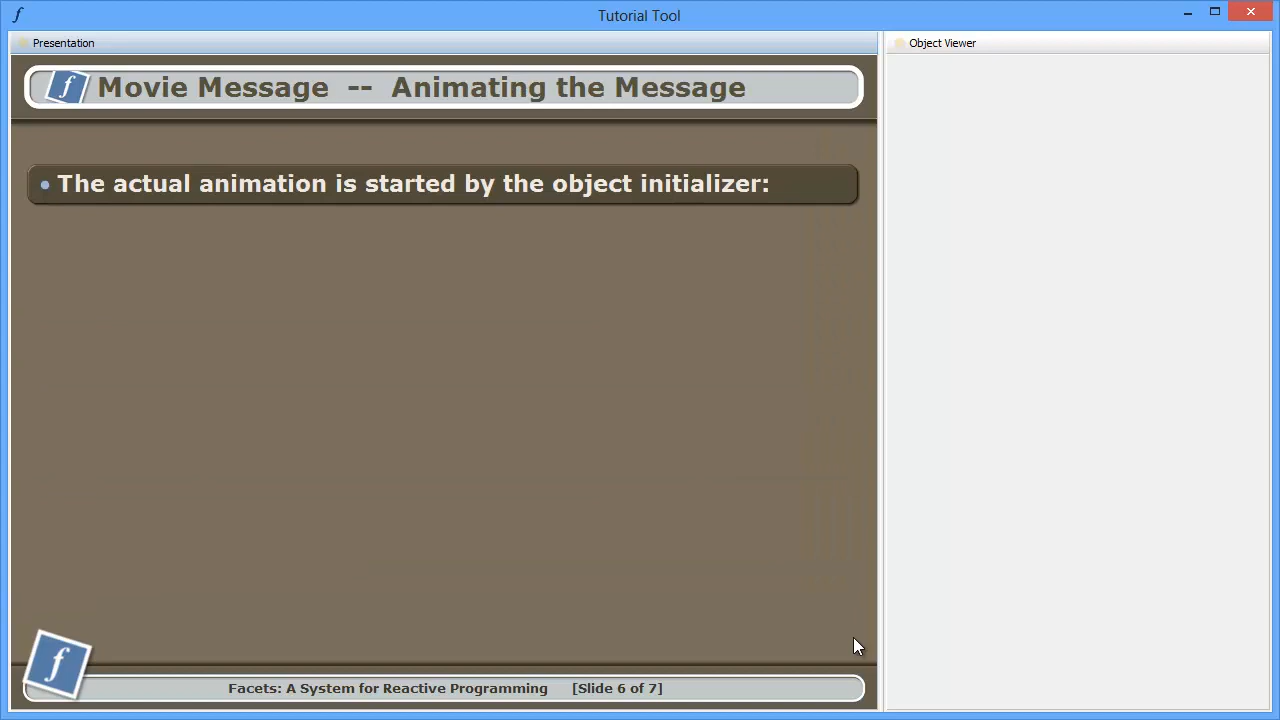 Tutorial Tool
Presentation
Object Viewer
f Movie Message -- Animating the Message
• The actual animation is started by the object initializer:
f
Facets: A System for Reactive Programming [Slide 6 of 7]